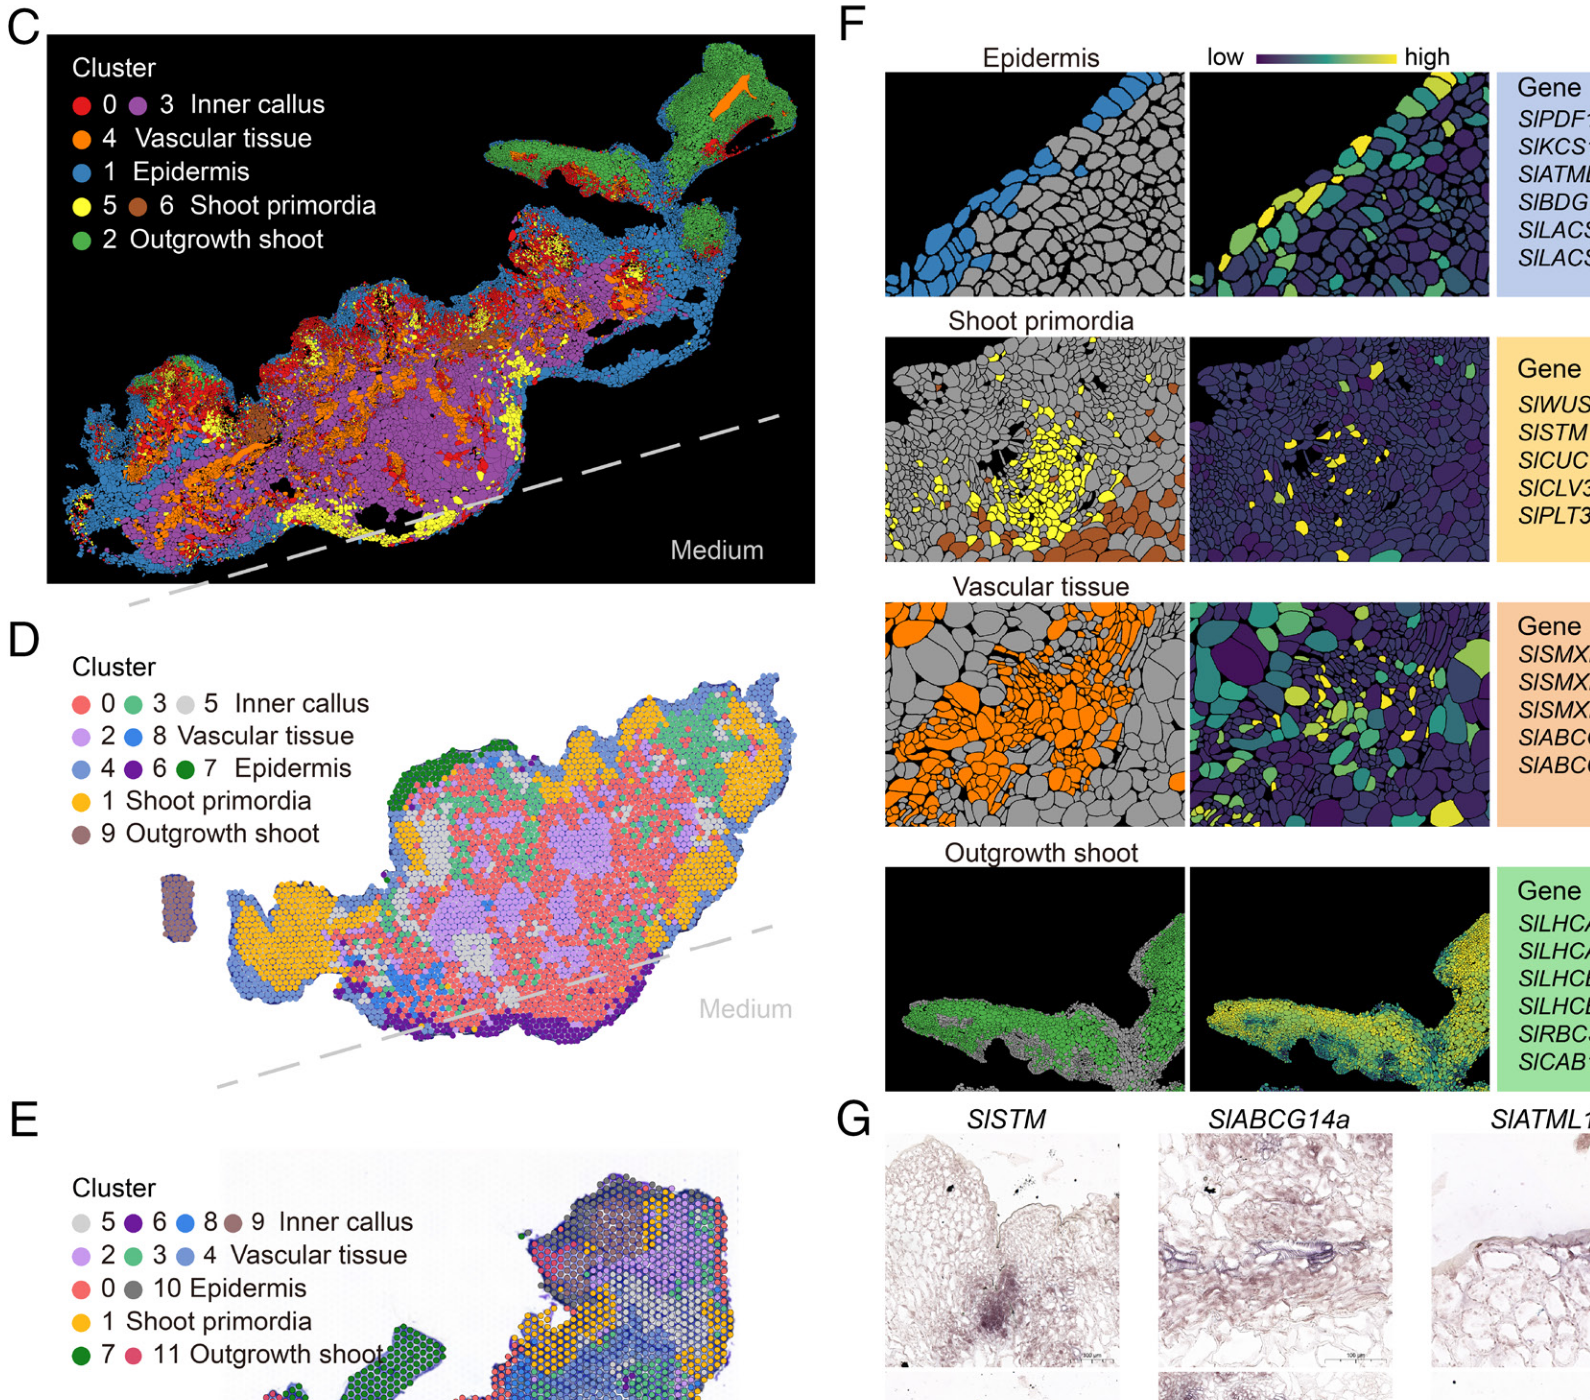 C
Cluster
0 3 Inner callus
4 Vascular tissue
1 Epidermis
5 6 Shoot primordia
2 Outgrowth shoot
Medium
D
Cluster
0 3 5 Inner callus
2 8 Vascular tissue
4 6 7 Epidermis
1 Shoot primordia
9 Outgrowth shoot
Medium
E
Cluster
5 6 8 9 Inner callus
2 3 4 Vascular tissue
0 10 Epidermis
1 Shoot primordia
7 11 Outgrowth shoot
F
Epidermis
low high
Gene
SlPDF1
SlKCS
SlATML
SlBDG
SlLACS
SlLACS
Shoot primordia
Gene
SlWUS
SlSTM
SlCUC
SlCLV3
SlPLT3
Vascular tissue
Gene
SlSMX
SlSMX
SlSMX
SlABC
SlABC
Outgrowth shoot
Gene
SlLHCA
SlLHCA
SlLHCB
SlLHCB
SlRBCS
SlCAB
G
SlSTM SlABCG14a SlATML1
100 μm